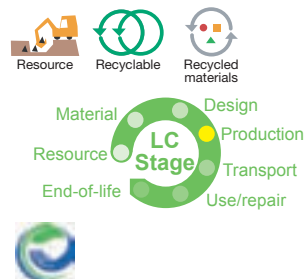 Resource
Recyclable
Recycled
materials
Material
Design
LC
Stage
Production
Resource
Transport
End-of-life
Use/repair